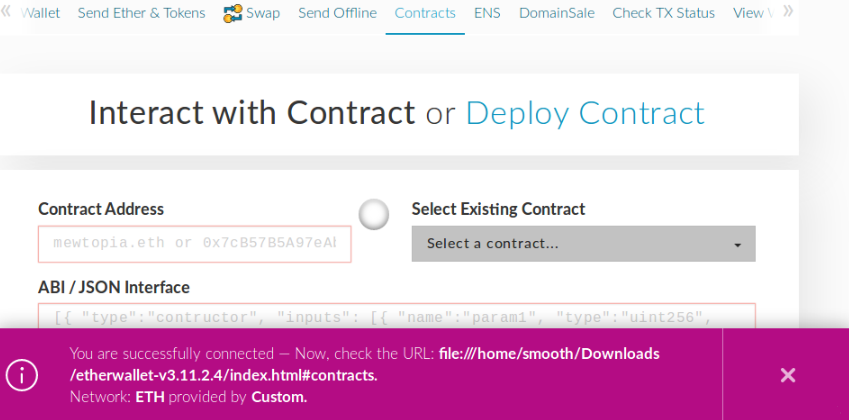 Wallet Send Ether & Tokens Swap Send Offline Contracts ENS DomainSale Check TX Status View
Interact with Contract or Deploy Contract
Contract Address
Select Existing Contract
mewtopia.eth or 0x7cB57B5A97eAb
Select a contract...
ABI / JSON Interface
[{ "type":"contructor", "inputs": [{ "name":"param1", "type":"uint256",
You are successfully connected — Now, check the URL: file:///home/smooth/Downloads
/etherwallet-v3.11.2.4/index.html#contracts.
Network: ETH provided by Custom.